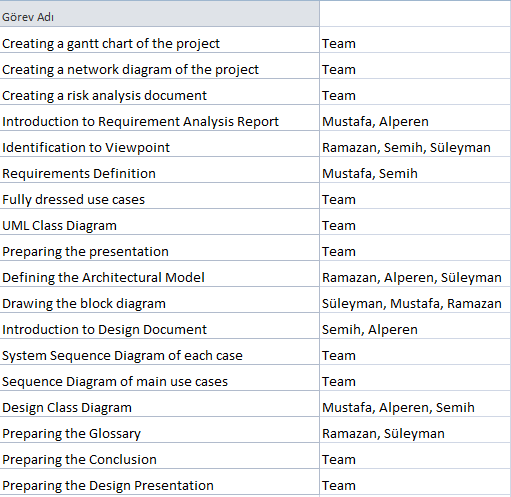 Görev Adı
Creating a gantt chart of the project Team
Creating a network diagram of the project Team
Creating a risk analysis document Team
Introduction to Requirement Analysis Report Mustafa, Alperen
Identification to Viewpoint Ramazan, Semih, Süleyman
Requirements Definition Mustafa, Semih
Fully dressed use cases Team
UML Class Diagram Team
Preparing the presentation Team
Defining the Architectural Model Ramazan, Alperen, Süleyman
Drawing the block diagram Süleyman, Mustafa, Ramazan
Introduction to Design Document Semih, Alperen
System Sequence Diagram of each case Team
Sequence Diagram of main use cases Team
Design Class Diagram Mustafa, Alperen, Semih
Preparing the Glossary Ramazan, Süleyman
Preparing the Conclusion Team
Preparing the Design Presentation Team